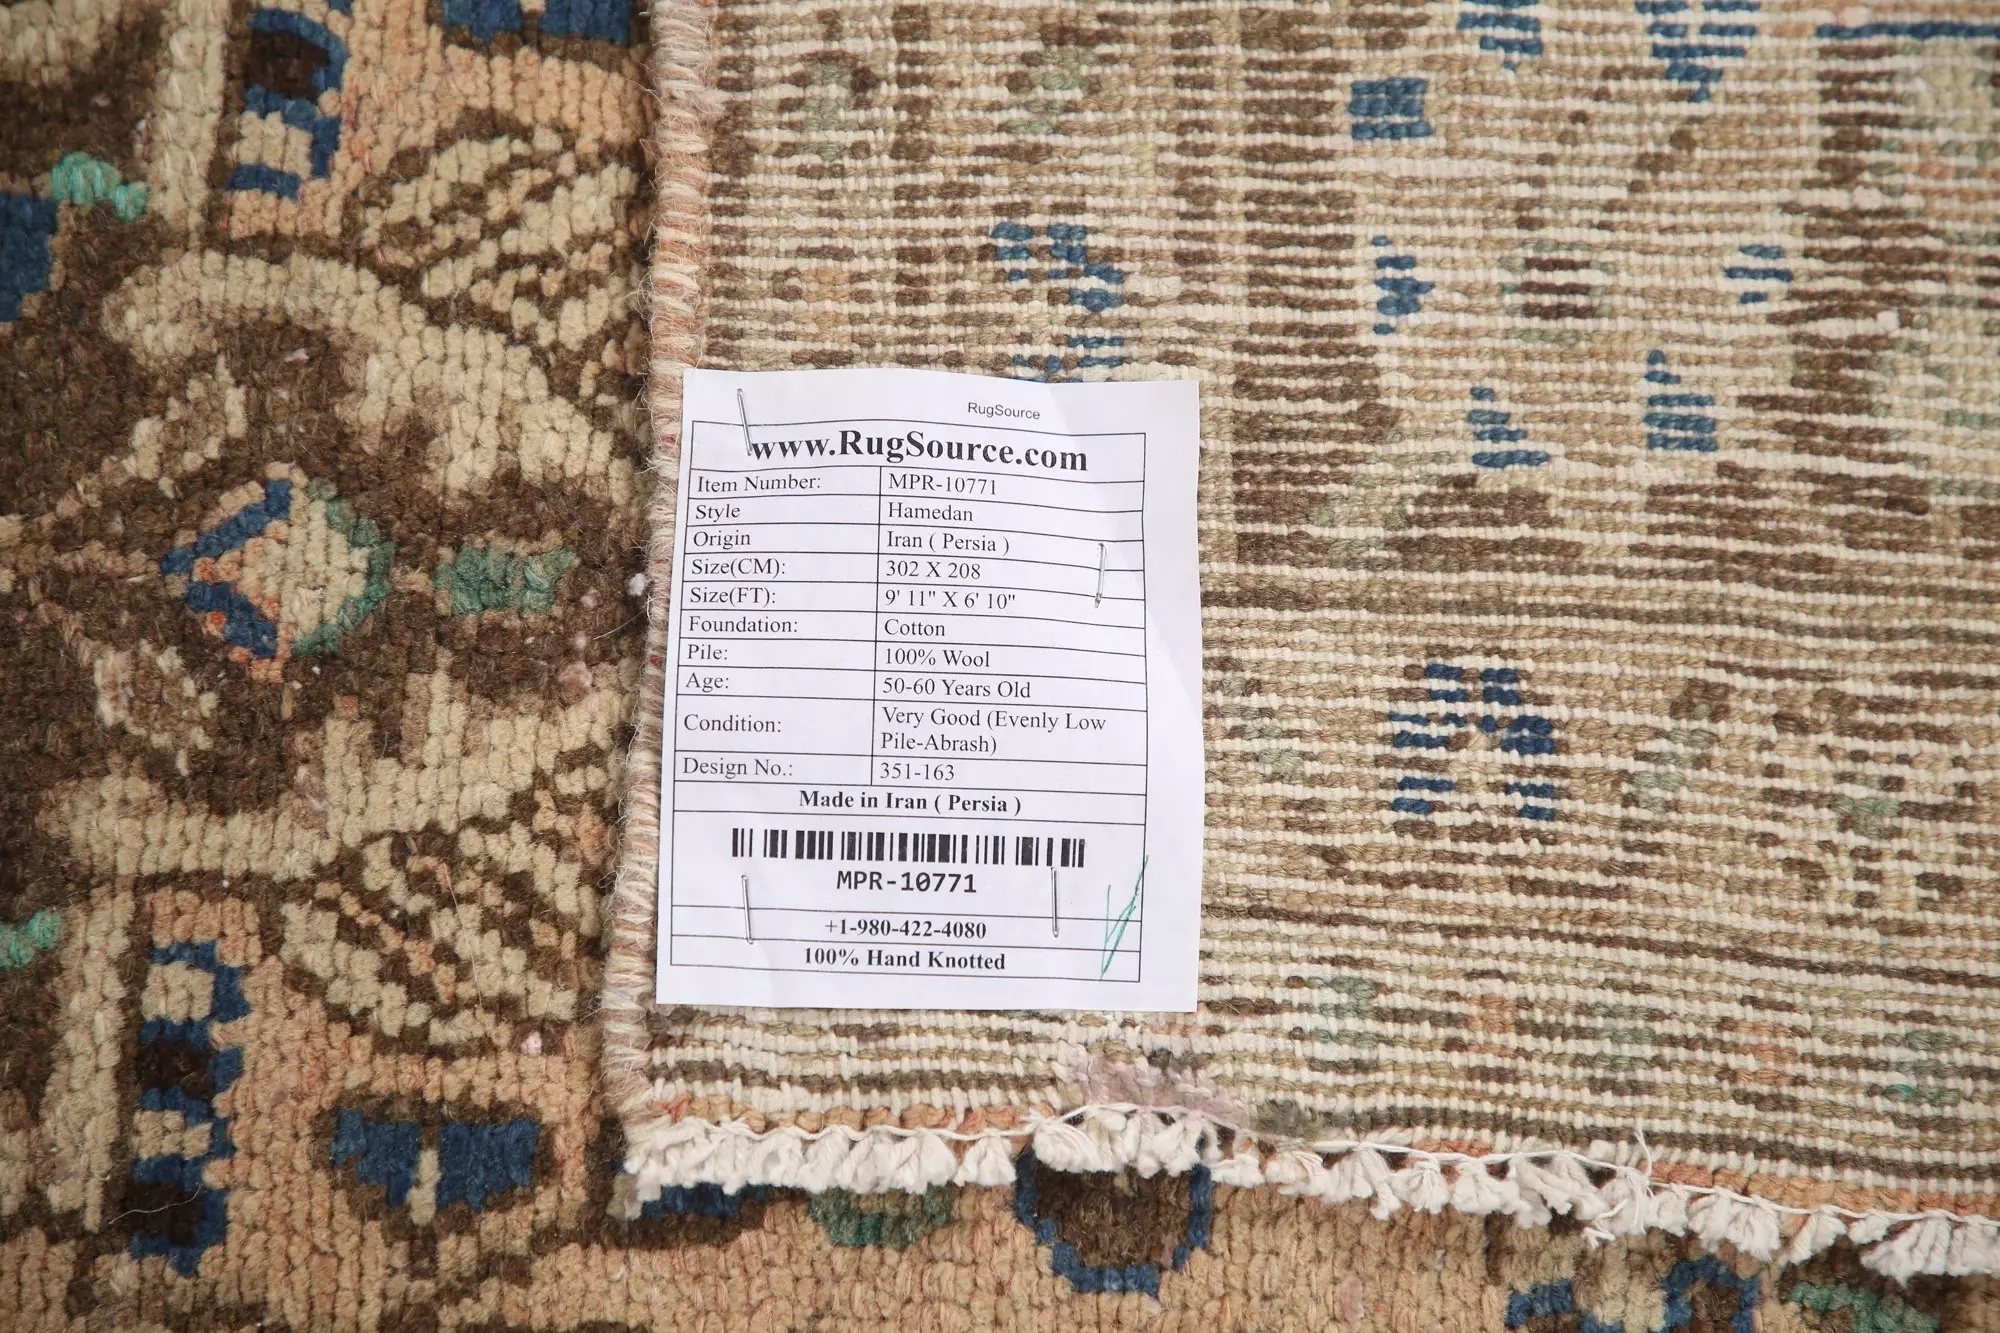 RugSource
www.RugSource.com
Item Number: MPR-10771
Style Hamedan
Origin Iran ( Persia )
Size(CM): 302 X 208
Size(FT): 9' 11" X 6' 10"
Foundation: Cotton
Pile: 100% Wool
Age: 50-60 Years Old
Condition: Very Good (Evenly Low
Pile-Abrash)
Design No.: 351-163
Made in Iran ( Persia )
MPR-10771
+1-980-422-4080
100% Hand Knotted